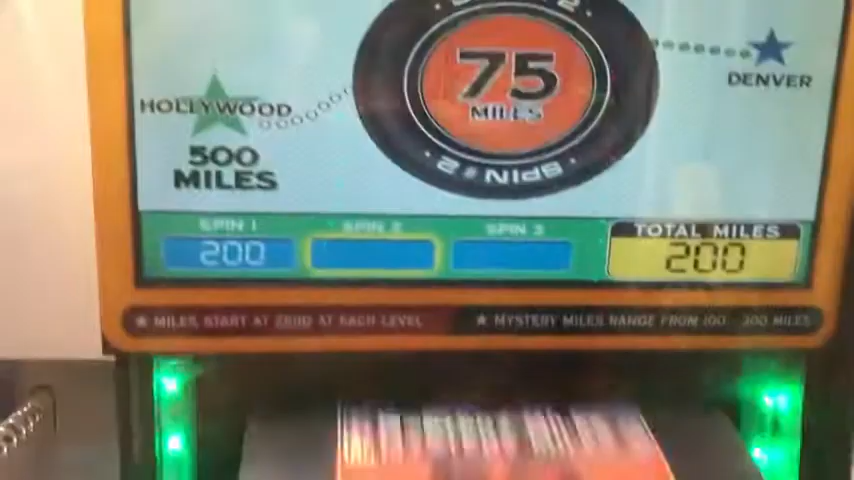 75
MILES
SPIN #2
DENVER
HOLLYWOOD
500
MILES
SPIN 1
SPIN 2
SPIN 3
TOTAL MILES
200
200
★ MILES START AT ZERO AT EACH LEVEL
★ MYSTERY MILES RANGE FROM 100 - 300 MILES